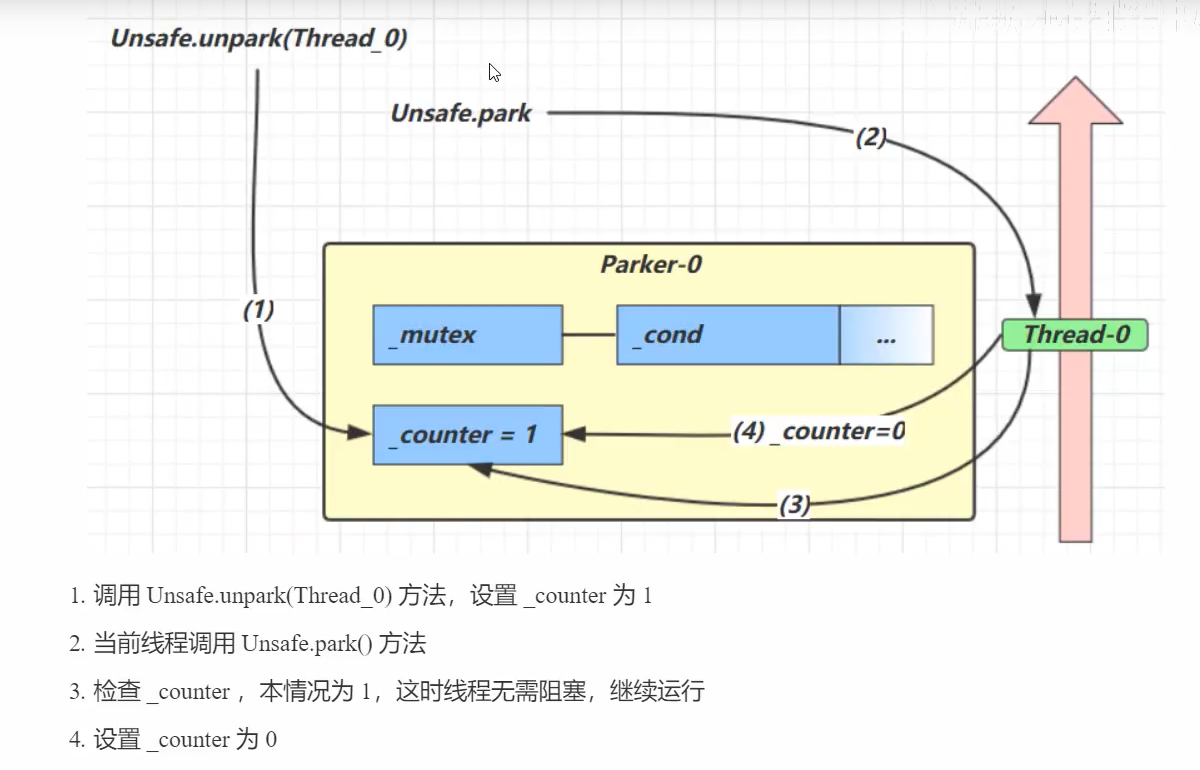 Unsafe.unpark(Thread_0)
Unsafe.park
(2)
Parker-0
(1)
_mutex
_cond
...
Thread-0
_counter = 1
(4) _counter=0
(3)
1. 调用 Unsafe.unpark(Thread_0) 方法，设置 _counter 为 1
2. 当前线程调用 Unsafe.park() 方法
3. 检查 _counter ，本情况为 1，这时线程无需阻塞，继续运行
4. 设置 _counter 为 0